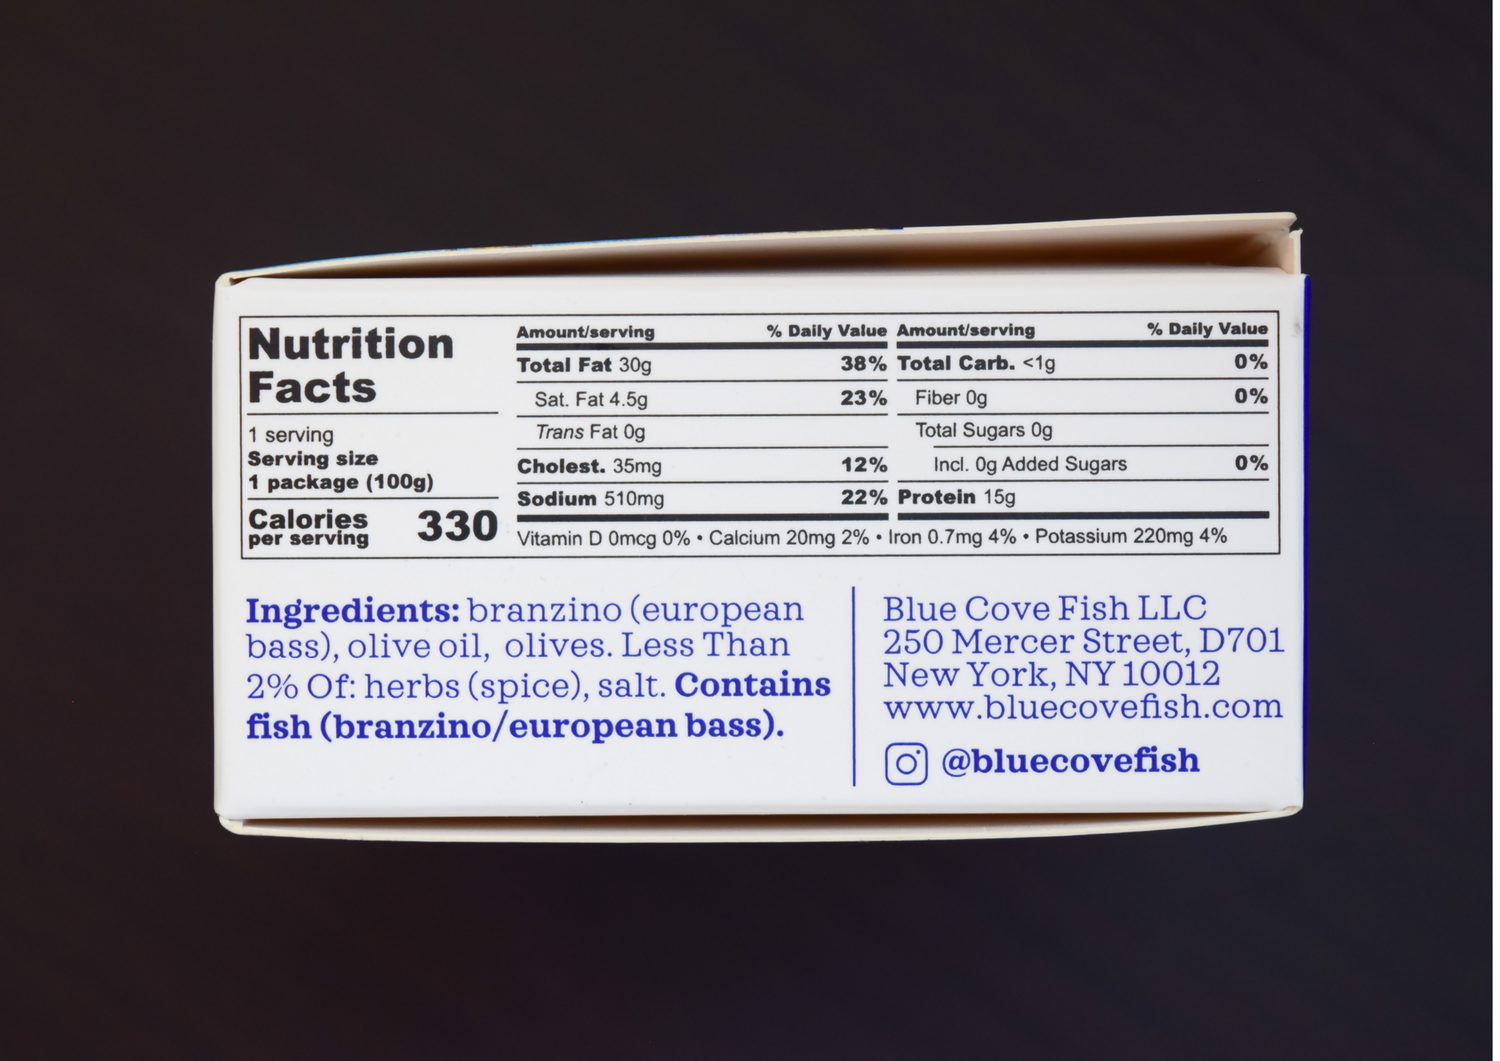 Nutrition
Facts
1 serving
Serving size
1 package (100g)
Calories
per serving 330
Amount/serving % Daily Value
Total Fat 30g 38%
Sat. Fat 4.5g 23%
Trans Fat 0g
Cholest. 35mg 12%
Sodium 510mg 22%
Amount/serving % Daily Value
Total Carb. <1g 0%
Fiber 0g 0%
Total Sugars 0g
Incl. 0g Added Sugars 0%
Protein 15g
Vitamin D 0mcg 0% • Calcium 20mg 2% • Iron 0.7mg 4% • Potassium 220mg 4%
Ingredients: branzino (european
bass), olive oil, olives. Less Than
2% Of: herbs (spice), salt. Contains
fish (branzino/european bass).
Blue Cove Fish LLC
250 Mercer Street, D701
New York, NY 10012
www.bluecovefish.com
@bluecovefish